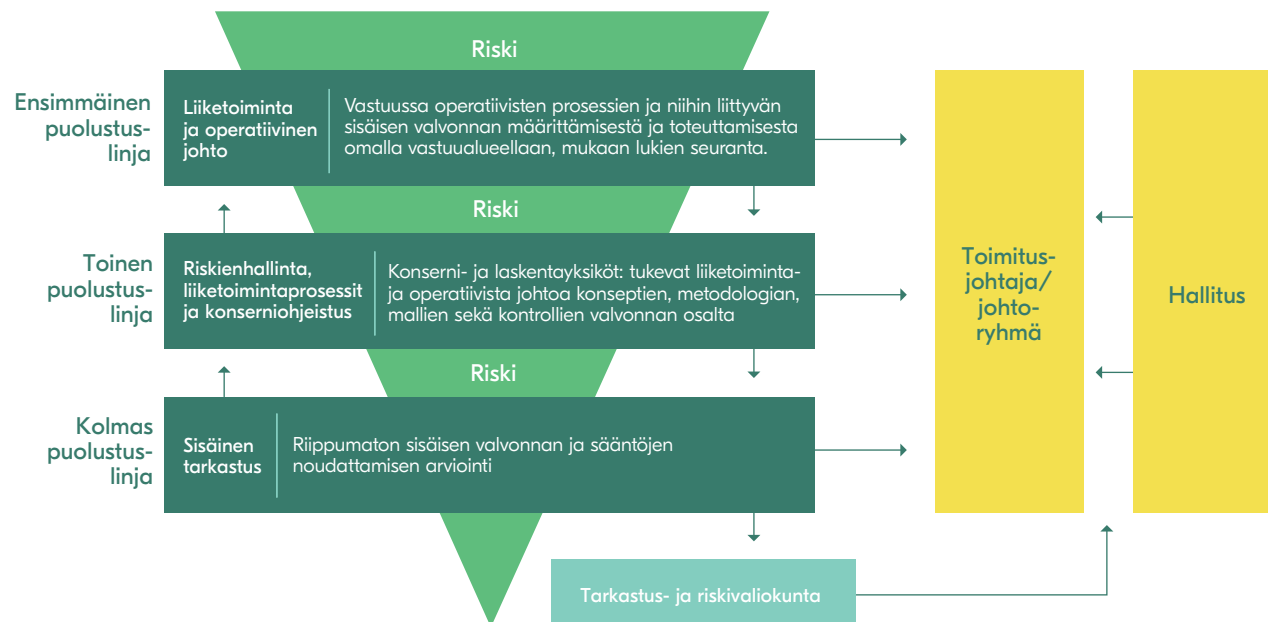 Riski
Ensimmäinen
puolustus-
linja
Liiketoiminta
ja operatiivinen
johto
Vastuussa operatiivisten prosessien ja niihin liittyvän
sisäisen valvonnan määrittämisestä ja toteuttamisesta
omalla vastuualueellaan, mukaan lukien seuranta.
Riski
Toinen
puolustus-
linja
Riskienhallinta,
liiketoimintaprosessit
ja konserniohjeistus
Konserni- ja laskentayksiköt: tukevat liiketoiminta-
ja operatiivista johtoa konseptien, metodologian,
mallien sekä kontrollien valvonnan osalta
Riski
Kolmas
puolustus-
linja
Sisäinen
tarkastus
Riippumaton sisäisen valvonnan ja sääntöjen
noudattamisen arviointi
Tarkastus- ja riskivaliokunta
Toimitus-
johtaja/
johto-
ryhmä
Hallitus